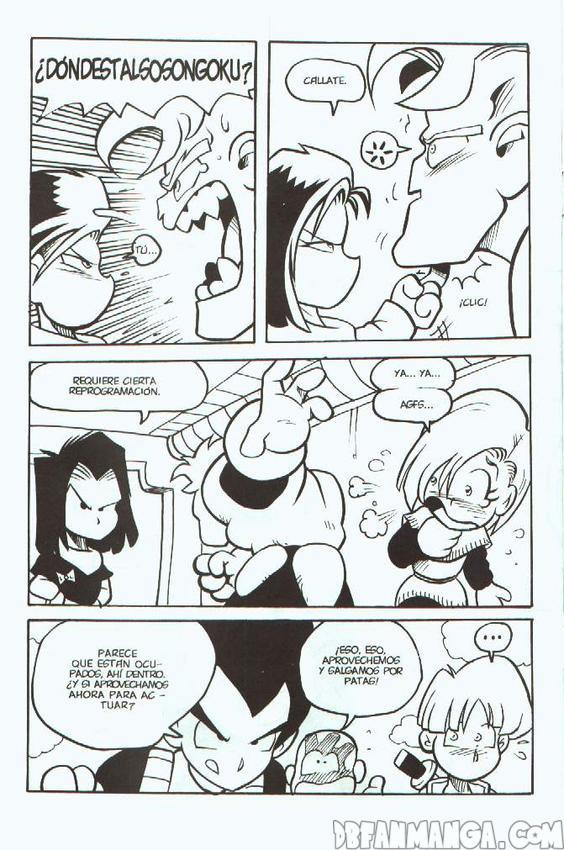 ¿DÓNDESTALSOSONGOKU?
TÚ...
CÁLLATE.
¡CLIC!
REQUIERE CIERTA
REPROGRAMACIÓN.
YA... YA...
AGFS...
PARECE
QUE ESTÁN OCU-
PADOS, AHÍ DENTRO.
¿Y SI APROVECHAMOS
AHORA PARA AC-
TUAR?
¡ESO, ESO,
APROVECHEMOS
Y SALGAMOS POR
PATAS!
...
DBFANMANGA.COM